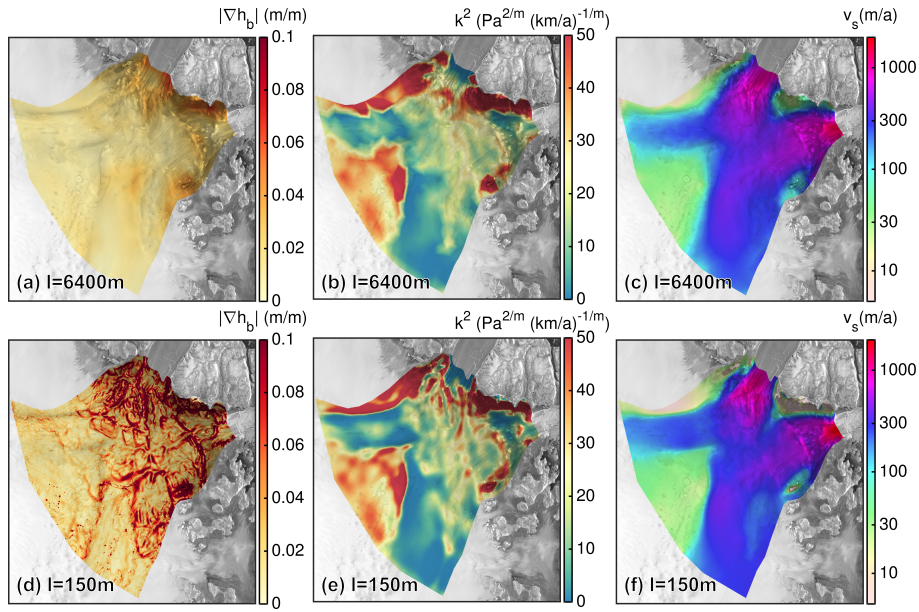 |∇h_b| (m/m)
0.1
0.08
0.06
0.04
0.02
0
(a) l=6400m
k² (Pa^{2/m} (km/a)^{-1/m})
50
40
30
20
10
0
(b) l=6400m
v_s(m/a)
1000
300
100
30
10
(c) l=6400m
|∇h_b| (m/m)
0.1
0.08
0.06
0.04
0.02
0
(d) l=150m
k² (Pa^{2/m} (km/a)^{-1/m})
50
40
30
20
10
0
(e) l=150m
v_s(m/a)
1000
300
100
30
10
(f) l=150m